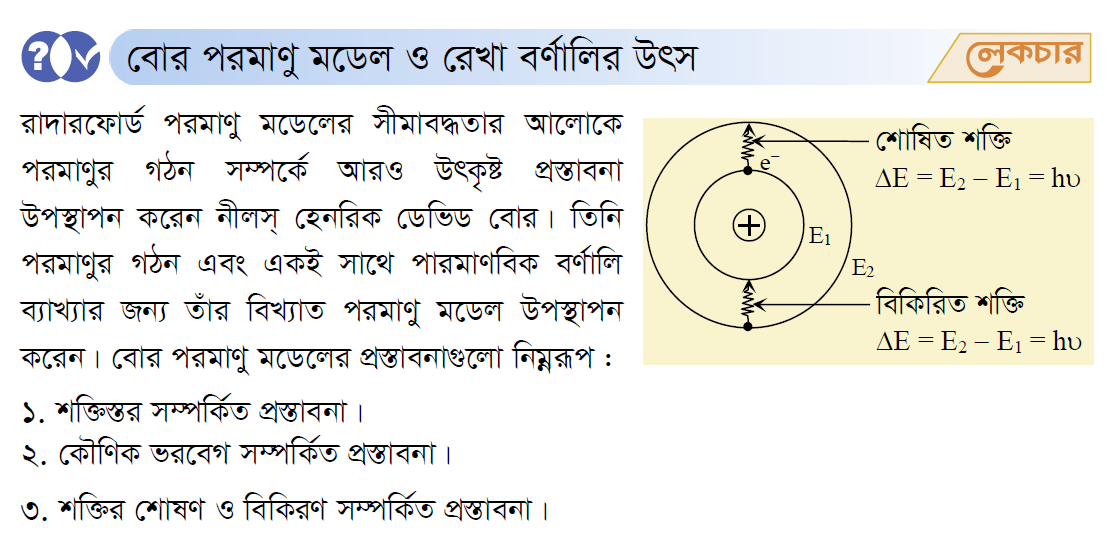 বোর পরমাণু মডেল ও রেখা বর্ণালির উৎস
লেকচার
রাদারফোর্ড পরমাণু মডেলের সীমাবদ্ধতার আলোকে
পরমাণুর গঠন সম্পর্কে আরও উৎকৃষ্ট প্রস্তাবনা
উপস্থাপন করেন নীলস্ হেনরিক ডেভিড বোর। তিনি
পরমাণুর গঠন এবং একই সাথে পারমাণবিক বর্ণালি
ব্যাখ্যার জন্য তাঁর বিখ্যাত পরমাণু মডেল উপস্থাপন
করেন। বোর পরমাণু মডেলের প্রস্তাবনাগুলো নিম্নরূপ :
শোষিত শক্তি
ΔE = E₂ – E₁ = hυ
e⁻
+
E₁
E₂
বিকিরিত শক্তি
ΔE = E₂ – E₁ = hυ
১. শক্তিস্তর সম্পর্কিত প্রস্তাবনা।
২. কৌণিক ভরবেগ সম্পর্কিত প্রস্তাবনা।
৩. শক্তির শোষণ ও বিকিরণ সম্পর্কিত প্রস্তাবনা।